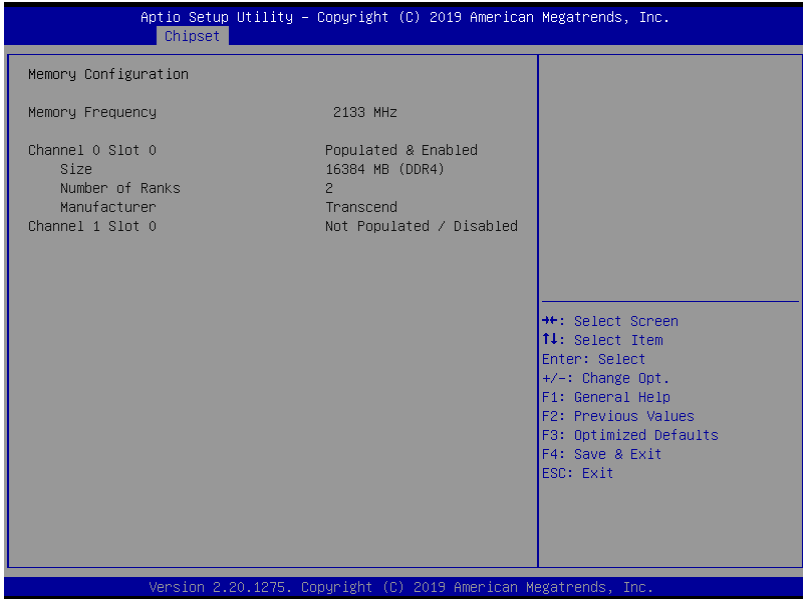 Aptio Setup Utility – Copyright (C) 2019 American Megatrends, Inc.
Chipset
Memory Configuration
Memory Frequency 2133 MHz
Channel 0 Slot 0 Populated & Enabled
Size 16384 MB (DDR4)
Number of Ranks 2
Manufacturer Transcend
Channel 1 Slot 0 Not Populated / Disabled
→←: Select Screen
↑↓: Select Item
Enter: Select
+/-: Change Opt.
F1: General Help
F2: Previous Values
F3: Optimized Defaults
F4: Save & Exit
ESC: Exit
Version 2.20.1275. Copyright (C) 2019 American Megatrends, Inc.